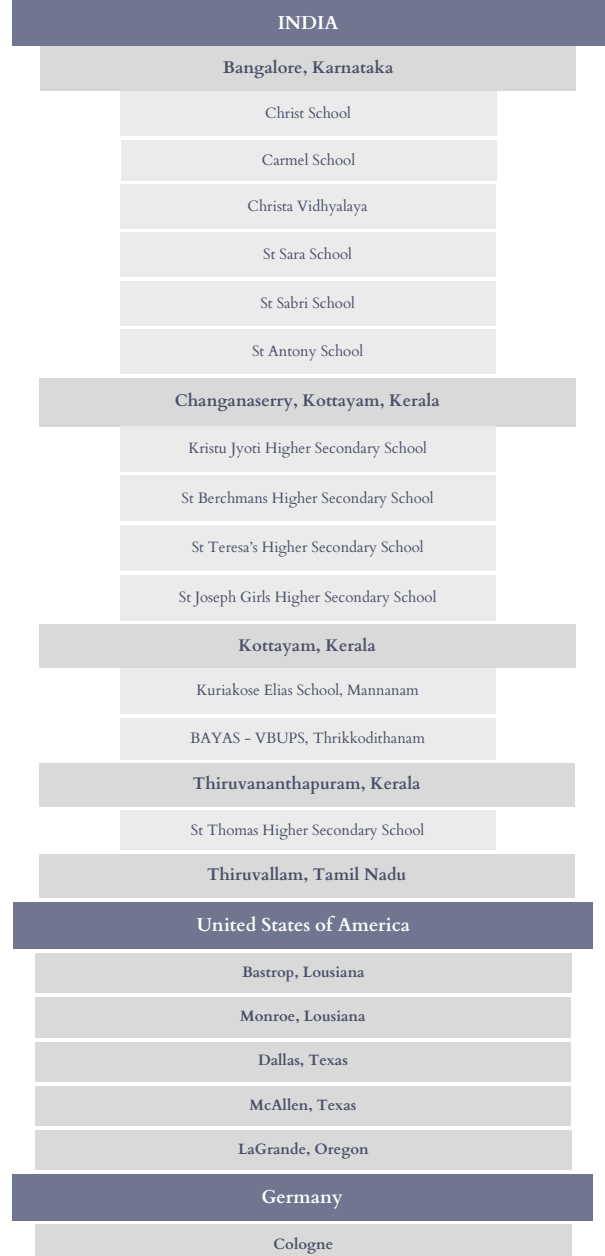 INDIA
Bangalore, Karnataka
Christ School
Carmel School
Christa Vidhyalaya
St Sara School
St Sabri School
St Antony School
Changanaserry, Kottayam, Kerala
Kristu Jyoti Higher Secondary School
St Berchmans Higher Secondary School
St Teresa’s Higher Secondary School
St Joseph Girls Higher Secondary School
Kottayam, Kerala
Kuriakose Elias School, Mannanam
BAYAS - VBUPS, Thrikkodithanam
Thiruvananthapuram, Kerala
St Thomas Higher Secondary School
Thiruvallam, Tamil Nadu
United States of America
Bastrop, Lousiana
Monroe, Lousiana
Dallas, Texas
McAllen, Texas
LaGrande, Oregon
Germany
Cologne